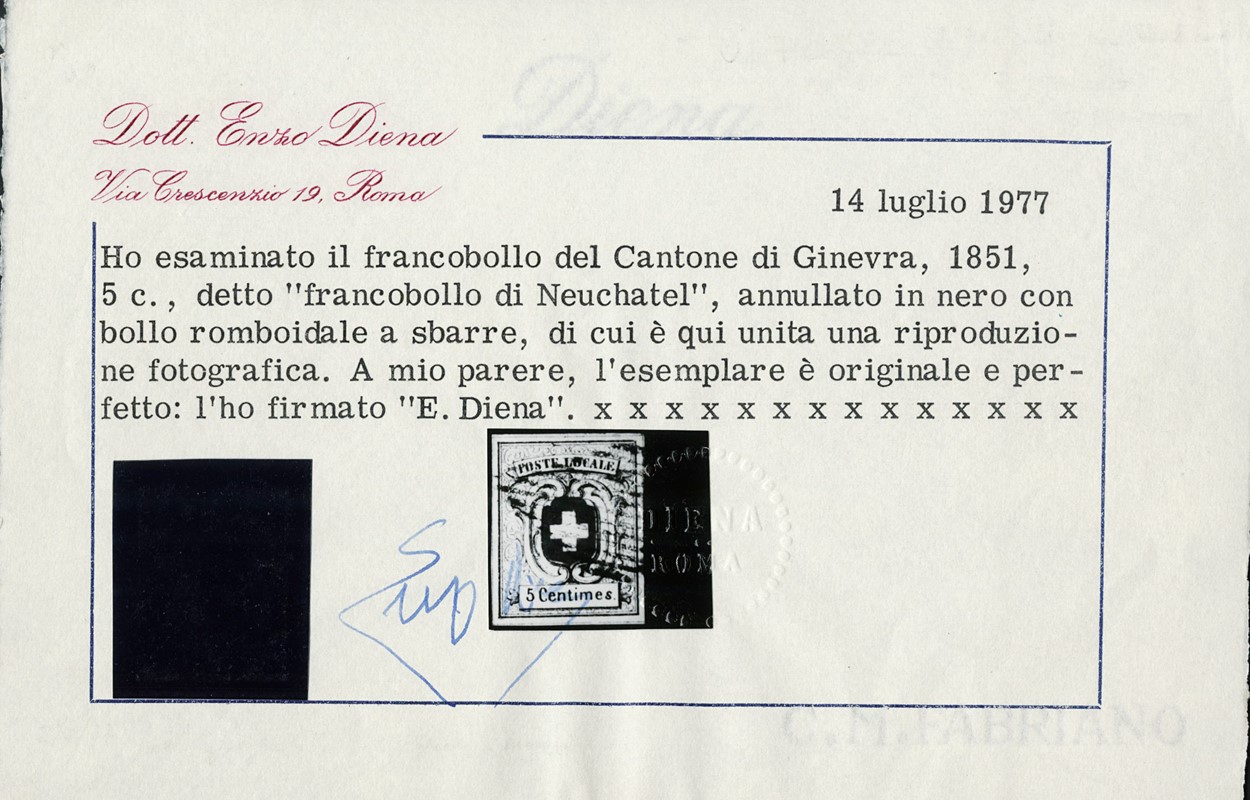 Diena
Dott. Enzo Diena
Via Crescenzio 19, Roma
14 luglio 1977
Ho esaminato il francobollo del Cantone di Ginevra, 1851,
5 c., detto "francobollo di Neuchatel", annullato in nero con
bollo romboidale a sbarre, di cui è qui unita una riproduzio-
ne fotografica. A mio parere, l'esemplare è originale e per-
fetto: l'ho firmato "E. Diena". x x x x x x x x x x x x x x
POSTE LOCALE
5 Centimes.
DIENA
ROMA
C.M.FABRIANO